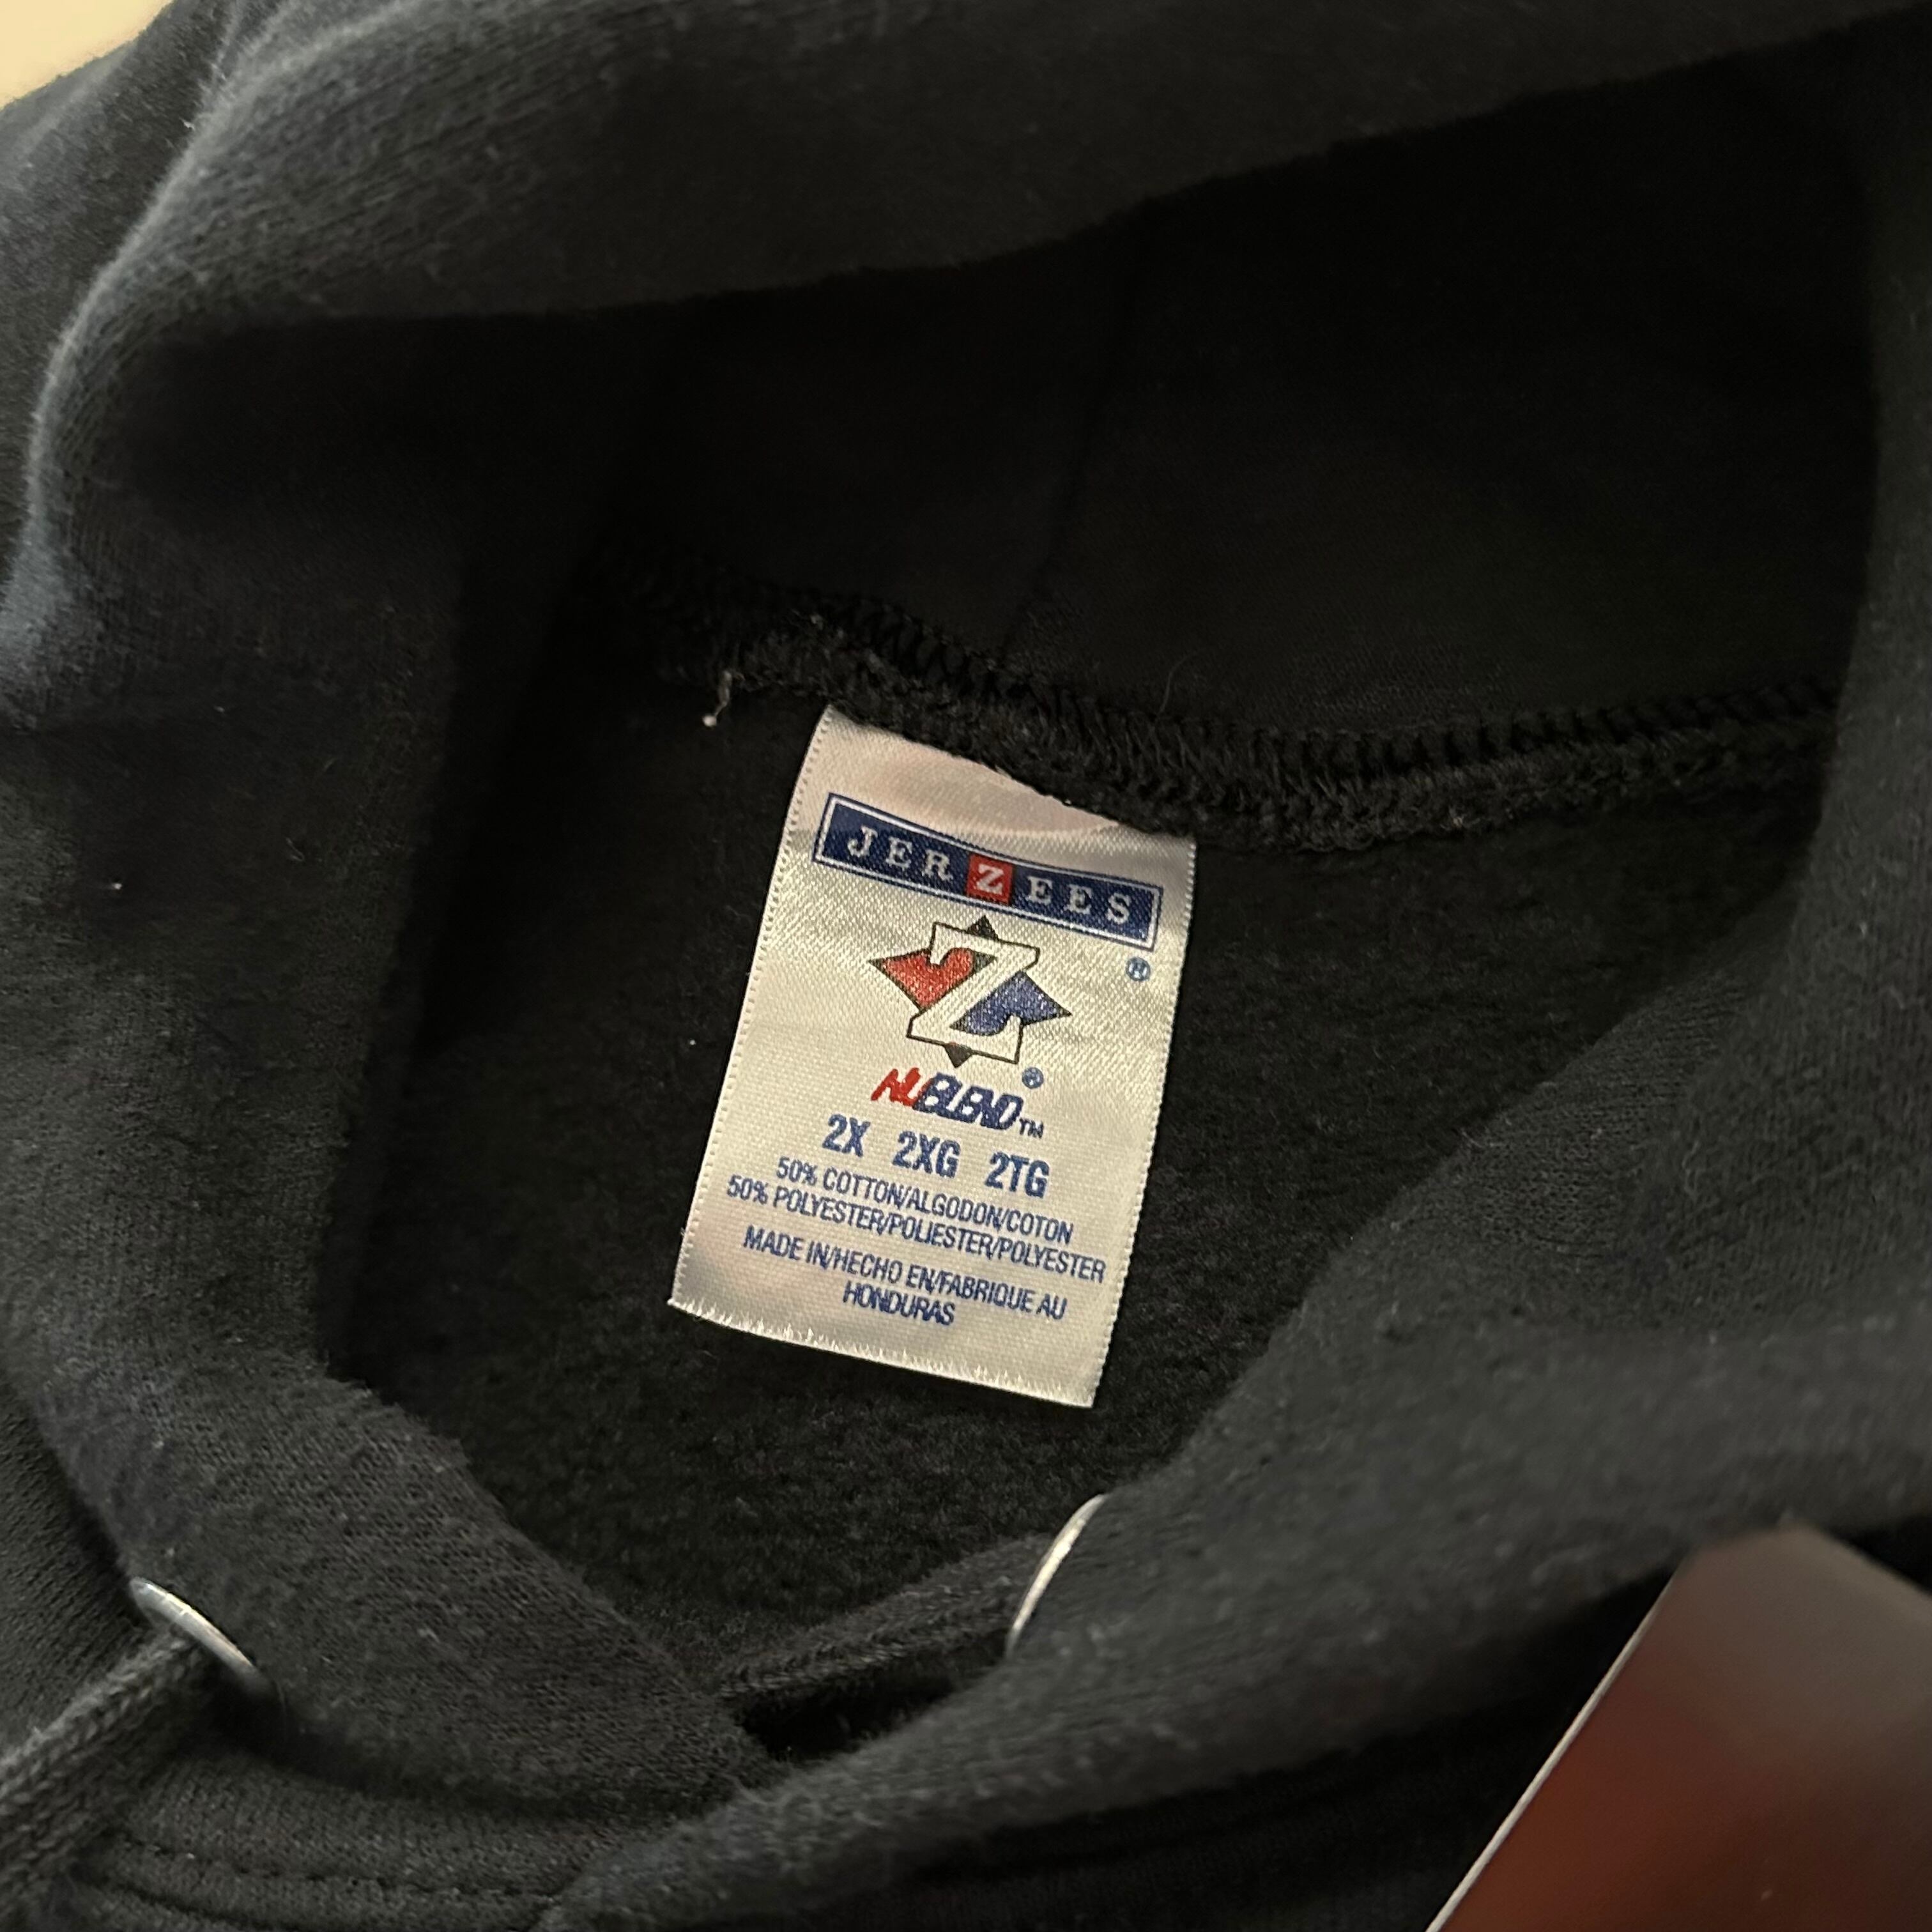 JERZEES
®
Z
®
NUBLEND™
2X 2XG 2TG
50% COTTON/ALGODON/COTON
50% POLYESTER/POLIESTER/POLYESTER
MADE IN/HECHO EN/FABRIQUE AU
HONDURAS